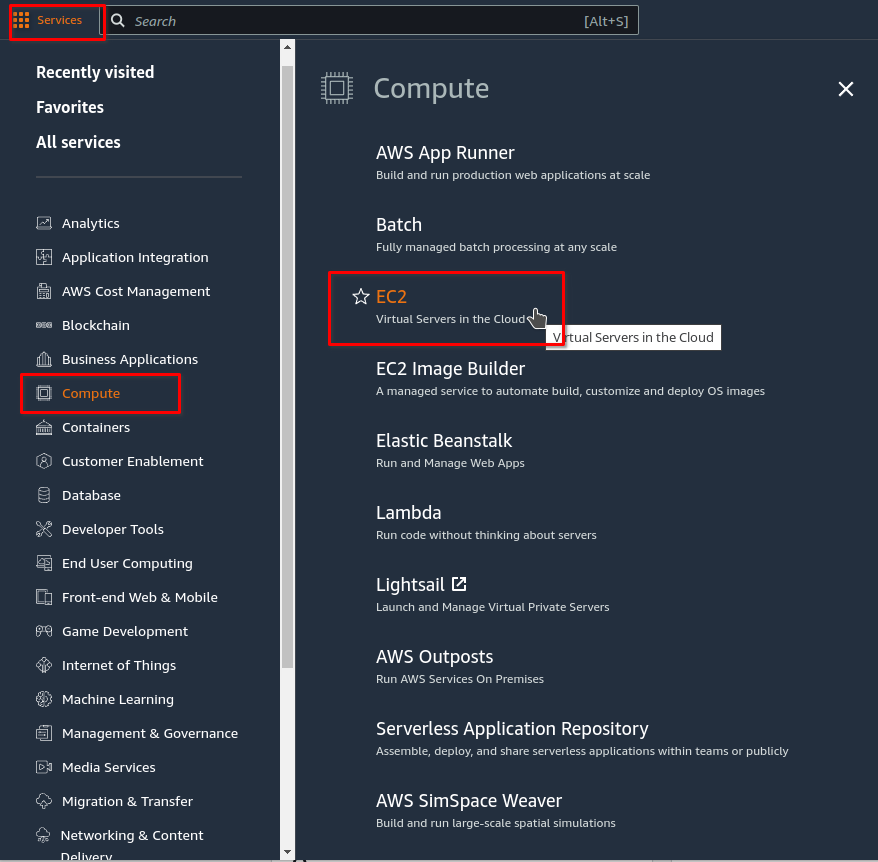 Services
Search
[Alt+S]
Recently visited
Favorites
All services
Analytics
Application Integration
AWS Cost Management
Blockchain
Business Applications
Compute
Containers
Customer Enablement
Database
Developer Tools
End User Computing
Front-end Web & Mobile
Game Development
Internet of Things
Machine Learning
Management & Governance
Media Services
Migration & Transfer
Networking & Content
Delivery
Compute
AWS App Runner
Build and run production web applications at scale
Batch
Fully managed batch processing at any scale
EC2
Virtual Servers in the Cloud
Virtual Servers in the Cloud
EC2 Image Builder
A managed service to automate build, customize and deploy OS images
Elastic Beanstalk
Run and Manage Web Apps
Lambda
Run code without thinking about servers
Lightsail
Launch and Manage Virtual Private Servers
AWS Outposts
Run AWS Services On Premises
Serverless Application Repository
Assemble, deploy, and share serverless applications within teams or publicly
AWS SimSpace Weaver
Build and run large-scale spatial simulations